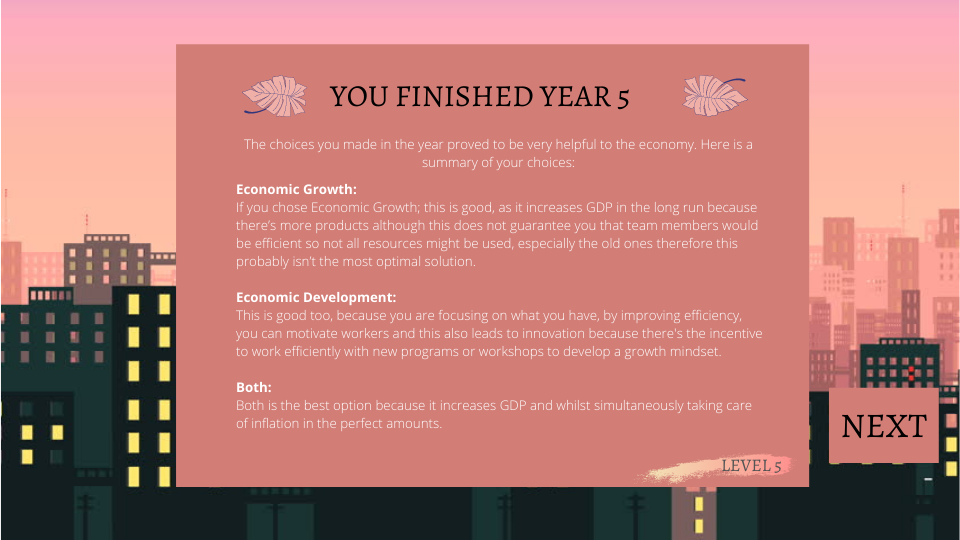 YOU FINISHED YEAR 5
The choices you made in the year proved to be very helpful to the economy. Here is a
summary of your choices:
Economic Growth:
If you chose Economic Growth; this is good, as it increases GDP in the long run because
there's more products although this does not guarantee you that team members would
be efficient so not all resources might be used, especially the old ones therefore this
probably isn't the most optimal solution.
Economic Development:
This is good too, because you are focusing on what you have, by improving efficiency,
you can motivate workers and this also leads to innovation because there's the incentive
to work efficiently with new programs or workshops to develop a growth mindset.
Both:
Both is the best option because it increases GDP and whilst simultaneously taking care
of inflation in the perfect amounts.
NEXT
LEVEL 5